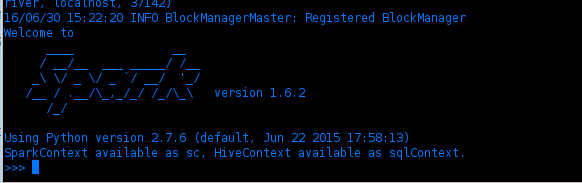 river, localhost, 37142)
16/06/30 15:22:20 INFO BlockManagerMaster: Registered BlockManager
Welcome to
      ____              __
     / __/__  ___ _____/ /__
    _\ \/ _ \/ _ `/ __/  '_/
   /__ / .__/\_,_/_/ /_/\_\   version 1.6.2
      /_/
Using Python version 2.7.6 (default, Jun 22 2015 17:58:13)
SparkContext available as sc, HiveContext available as sqlContext.
>>>